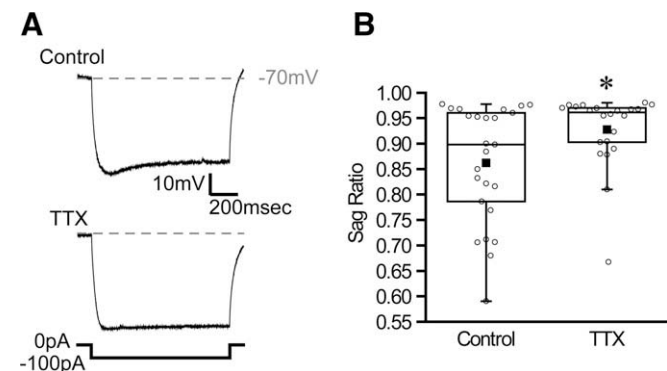 A
Control
-70mV
10mV
200msec
TTX
0pA
-100pA
B
*
Sag Ratio
1.00
0.95
0.90
0.85
0.80
0.75
0.70
0.65
0.60
0.55
Control TTX